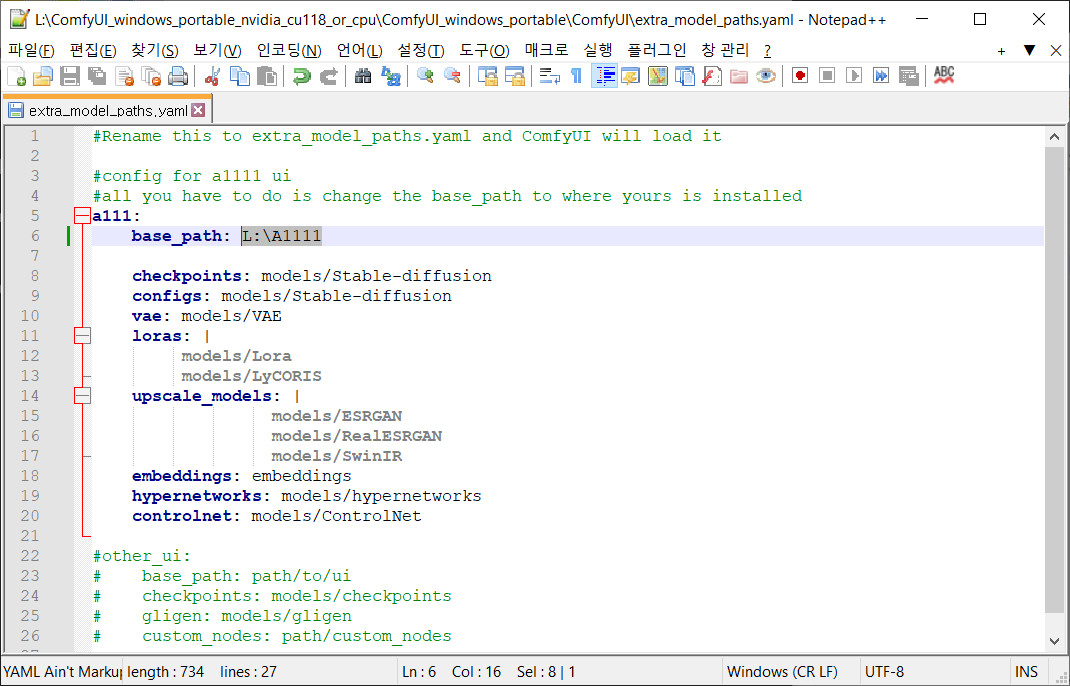 L:\ComfyUI_windows_portable_nvidia_cu118_or_cpu\ComfyUI_windows_portable\ComfyUI\extra_model_paths.yaml - Notepad++
파일(F) 편집(E) 찾기(S) 보기(V) 인코딩(N) 언어(L) 설정(T) 도구(O) 매크로 실행 플러그인 창 관리 ? + ▼ X
ABC
extra_model_paths.yaml
1 #Rename this to extra_model_paths.yaml and ComfyUI will load it
2
3 #config for a1111 ui
4 #all you have to do is change the base_path to where yours is installed
5 a111:
6 base_path: L:\A1111
7
8 checkpoints: models/Stable-diffusion
9 configs: models/Stable-diffusion
10 vae: models/VAE
11 loras: |
12 models/Lora
13 models/LyCORIS
14 upscale_models: |
15 models/ESRGAN
16 models/RealESRGAN
17 models/SwinIR
18 embeddings: embeddings
19 hypernetworks: models/hypernetworks
20 controlnet: models/ControlNet
21
22 #other_ui:
23 # base_path: path/to/ui
24 # checkpoints: models/checkpoints
25 # gligen: models/gligen
26 # custom_nodes: path/custom_nodes
YAML Ain't Markup length : 734 lines : 27 Ln : 6 Col : 16 Sel : 8 | 1 Windows (CR LF) UTF-8 INS